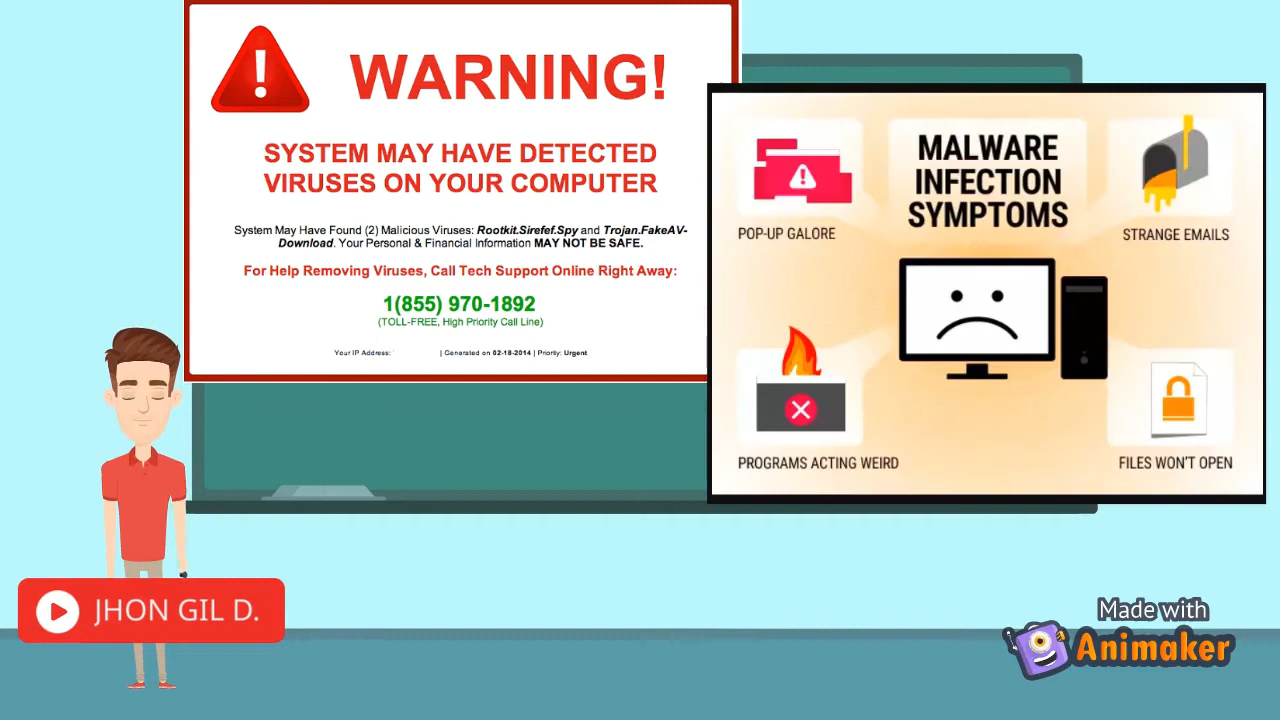 WARNING!
SYSTEM MAY HAVE DETECTED
VIRUSES ON YOUR COMPUTER
System May Have Found (2) Malicious Viruses: Rootkit.Sirefef.Spy and Trojan.FakeAV-
Download. Your Personal & Financial Information MAY NOT BE SAFE.
For Help Removing Viruses, Call Tech Support Online Right Away:
1(855) 970-1892
(TOLL-FREE, High Priority Call Line)
Your IP Address: | Generated on 02-18-2014 | Priority: Urgent
MALWARE
INFECTION
SYMPTOMS
POP-UP GALORE
STRANGE EMAILS
PROGRAMS ACTING WEIRD
FILES WON'T OPEN
JHON GIL D.
Made with
Animaker